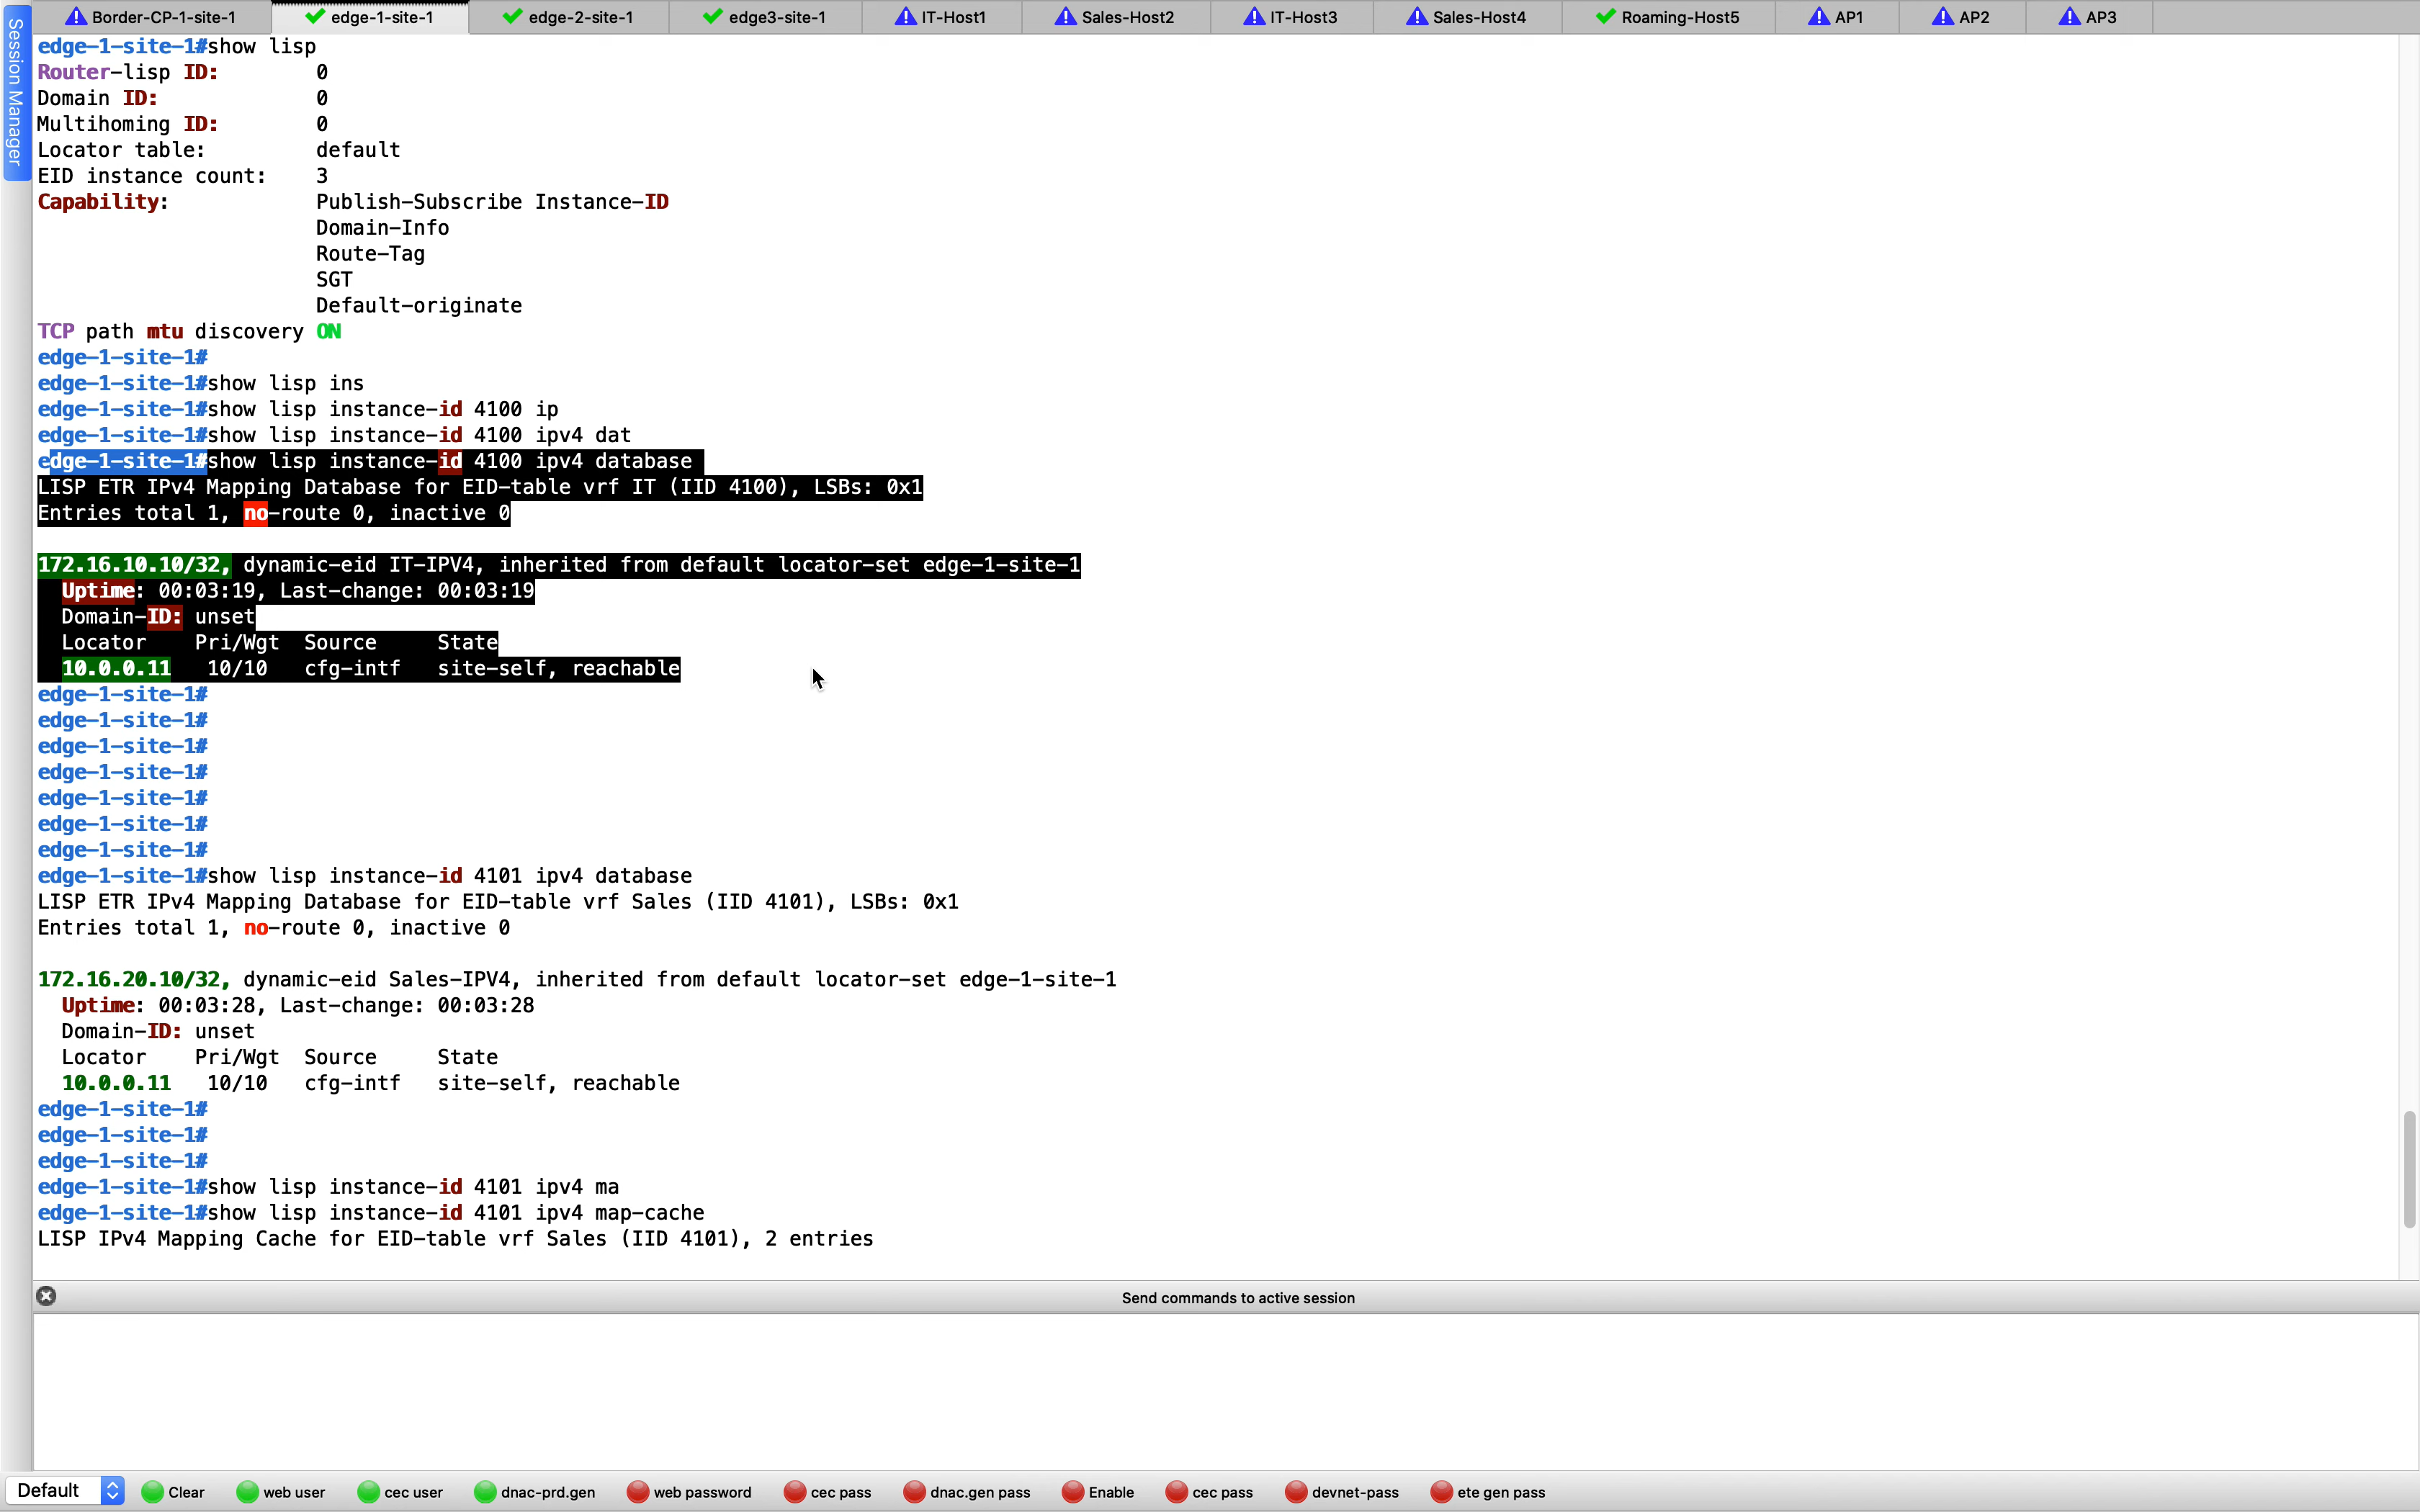 Border-CP-1-site-1 edge-1-site-1 edge-2-site-1 edge3-site-1 IT-Host1 Sales-Host2 IT-Host3 Sales-Host4 Roaming-Host5 AP1 AP2 AP3
Session Manager
edge-1-site-1#show lisp
Router-lisp ID: 0
Domain ID: 0
Multihoming ID: 0
Locator table: default
EID instance count: 3
Capability: Publish-Subscribe Instance-ID
Domain-Info
Route-Tag
SGT
Default-originate
TCP path mtu discovery ON
edge-1-site-1#
edge-1-site-1#show lisp ins
edge-1-site-1#show lisp instance-id 4100 ip
edge-1-site-1#show lisp instance-id 4100 ipv4 dat
edge-1-site-1#show lisp instance-id 4100 ipv4 database
LISP ETR IPv4 Mapping Database for EID-table vrf IT (IID 4100), LSBs: 0x1
Entries total 1, no-route 0, inactive 0
172.16.10.10/32, dynamic-eid IT-IPV4, inherited from default locator-set edge-1-site-1
Uptime: 00:03:19, Last-change: 00:03:19
Domain-ID: unset
Locator Pri/Wgt Source State
10.0.0.11 10/10 cfg-intf site-self, reachable
edge-1-site-1#
edge-1-site-1#
edge-1-site-1#
edge-1-site-1#
edge-1-site-1#
edge-1-site-1#
edge-1-site-1#
edge-1-site-1#show lisp instance-id 4101 ipv4 database
LISP ETR IPv4 Mapping Database for EID-table vrf Sales (IID 4101), LSBs: 0x1
Entries total 1, no-route 0, inactive 0
172.16.20.10/32, dynamic-eid Sales-IPV4, inherited from default locator-set edge-1-site-1
Uptime: 00:03:28, Last-change: 00:03:28
Domain-ID: unset
Locator Pri/Wgt Source State
10.0.0.11 10/10 cfg-intf site-self, reachable
edge-1-site-1#
edge-1-site-1#
edge-1-site-1#
edge-1-site-1#show lisp instance-id 4101 ipv4 ma
edge-1-site-1#show lisp instance-id 4101 ipv4 map-cache
LISP IPv4 Mapping Cache for EID-table vrf Sales (IID 4101), 2 entries
Send commands to active session
Default Clear web user cec user dnac-prd.gen web password cec pass dnac.gen pass Enable cec pass devnet-pass ete gen pass